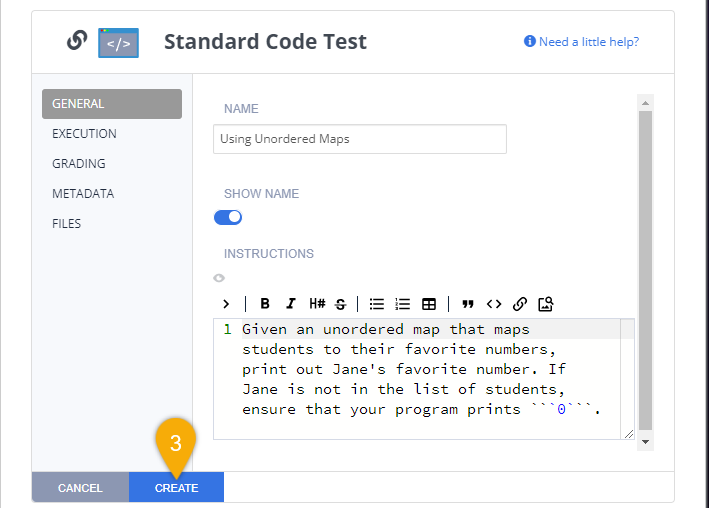 </> Standard Code Test
Need a little help?
GENERAL
EXECUTION
GRADING
METADATA
FILES
NAME
Using Unordered Maps
SHOW NAME
INSTRUCTIONS
B I H# S
1 Given an unordered map that maps
students to their favorite numbers,
print out Jane's favorite number. If
Jane is not in the list of students,
ensure that your program prints ```0```.
3
CANCEL CREATE